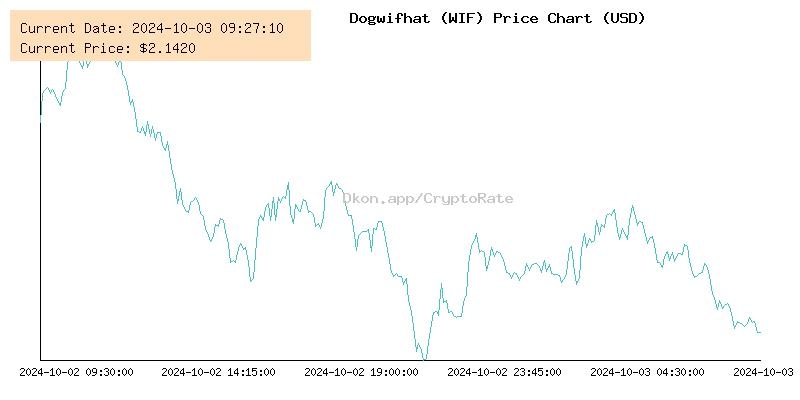 Dogwifhat (WIF) Price Chart (USD)
Current Date: 2024-10-03 09:27:10
Current Price: $2.1420
Dkon.app/CryptoRate
2024-10-02 09:30:00
2024-10-02 14:15:00
2024-10-02 19:00:00
2024-10-02 23:45:00
2024-10-03 04:30:00
2024-10-03